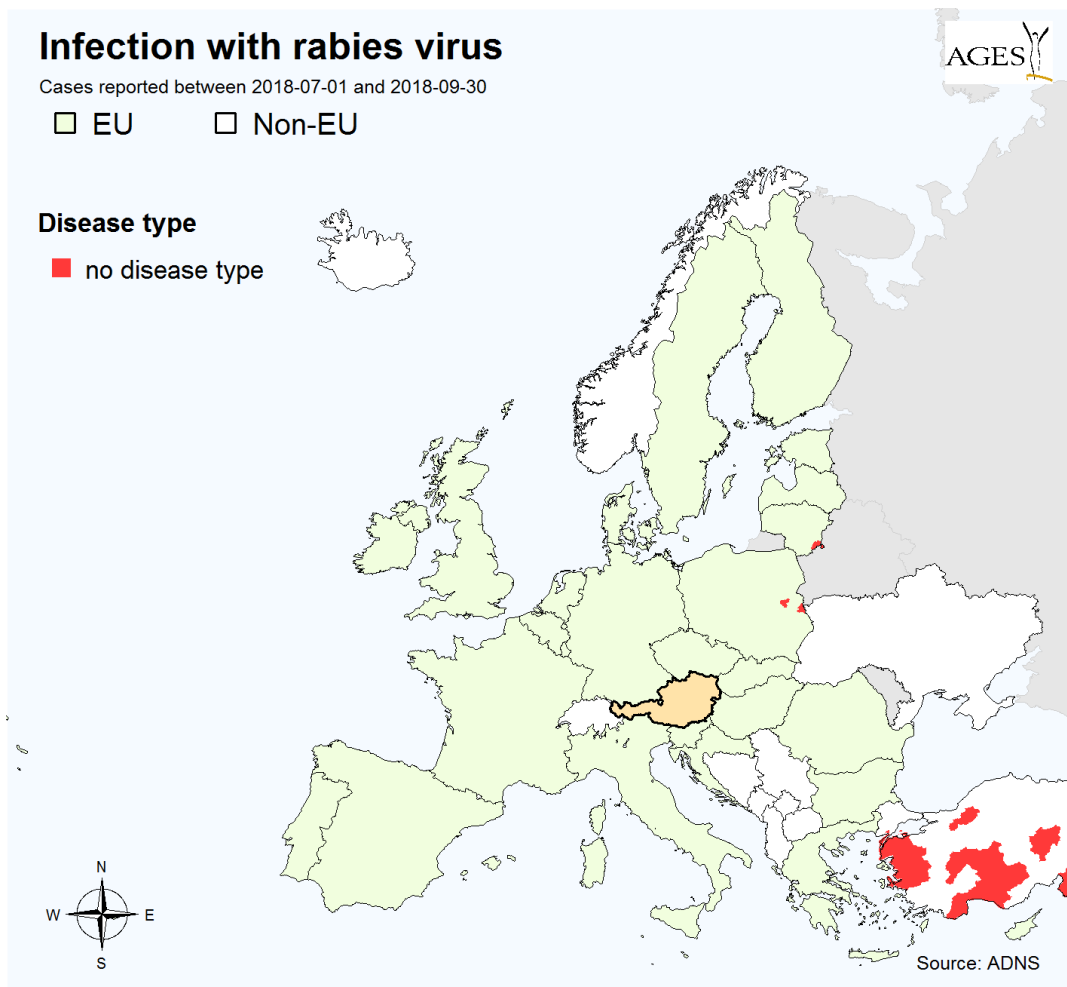 Infection with rabies virus
Cases reported between 2018-07-01 and 2018-09-30
EU Non-EU
Disease type
no disease type
AGES
N
W E
S
Source: ADNS